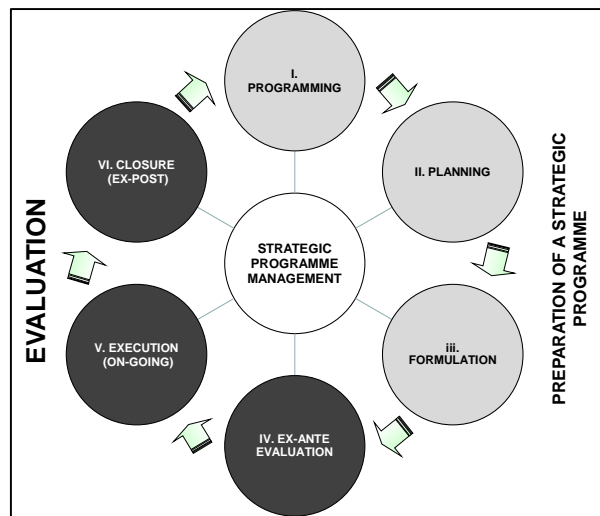 I.
PROGRAMMING
II. PLANNING
iii.
FORMULATION
IV. EX-ANTE
EVALUATION
V. EXECUTION
(ON-GOING)
VI. CLOSURE
(EX-POST)
STRATEGIC
PROGRAMME
MANAGEMENT
EVALUATION
PREPARATION OF A STRATEGIC
PROGRAMME